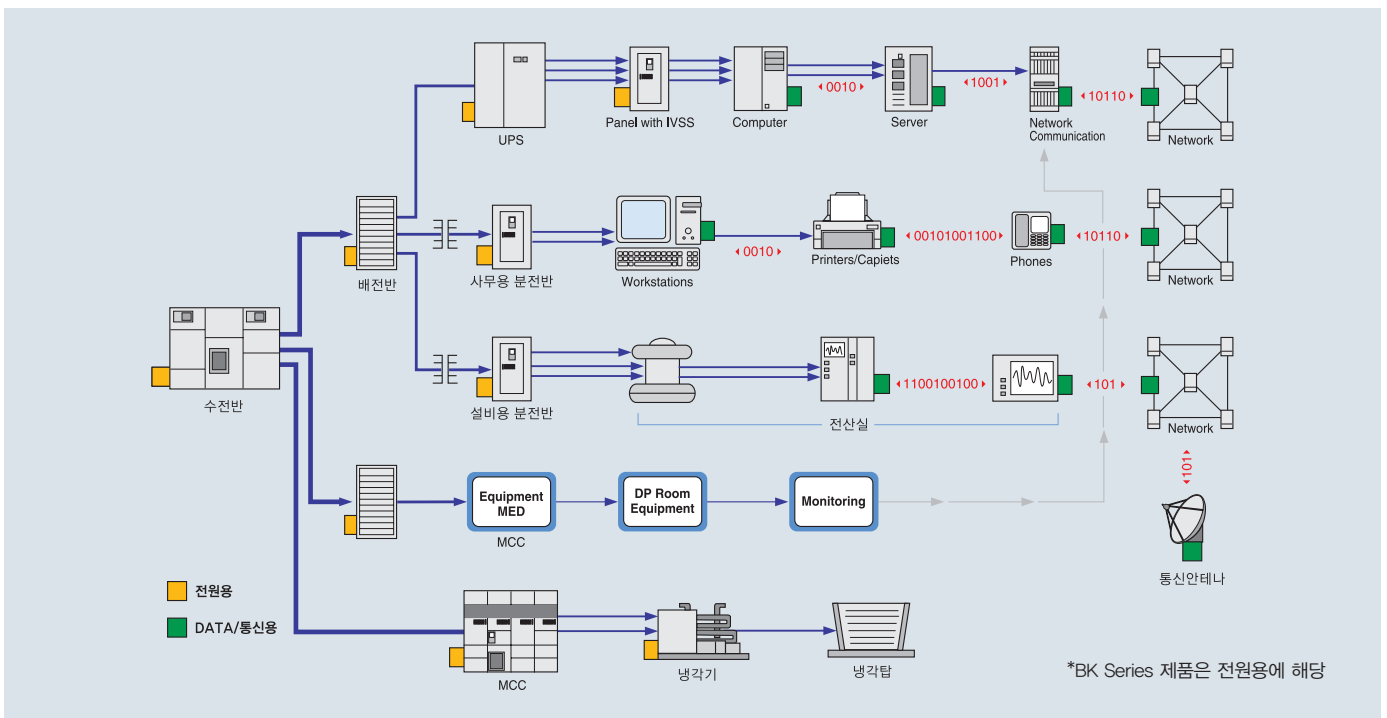 UPS
Panel with IVSS
Computer
0010
Server
1001
Network
Communication
10110
Network
배전반
사무용 분전반
Workstations
0010
Printers/Capiets
00101001100
Phones
10110
Network
수전반
설비용 분전반
1100100100
101
Network
전산실
101
Equipment
MED
MCC
DP Room
Equipment
Monitoring
통신안테나
전원용
DATA/통신용
MCC
냉각기
냉각탑
*BK Series 제품은 전원용에 해당